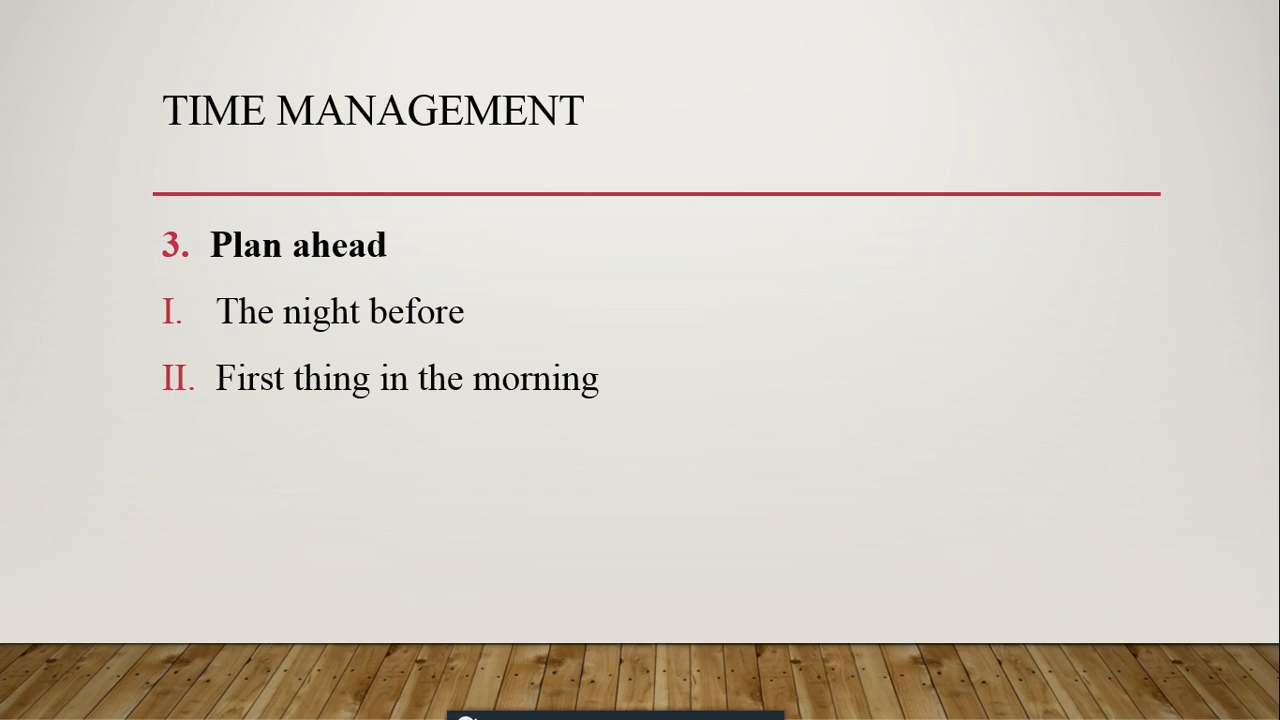 TIME MANAGEMENT
3. Plan ahead
I. The night before
II. First thing in the morning